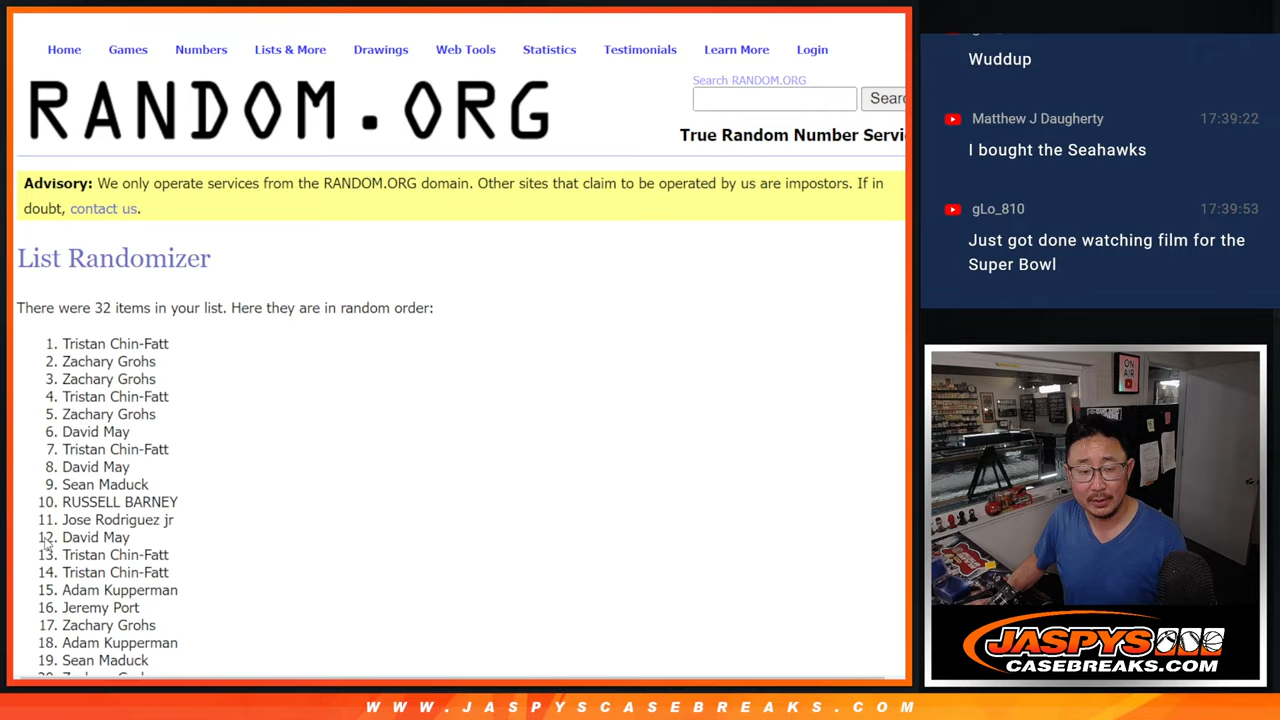 Home Games Numbers Lists & More Drawings Web Tools Statistics Testimonials Learn More Login
RANDOM.ORG
Search RANDOM.ORG
Searc
True Random Number Servi
Advisory: We only operate services from the RANDOM.ORG domain. Other sites that claim to be operated by us are impostors. If in
doubt, contact us.
List Randomizer
There were 32 items in your list. Here they are in random order:
1. Tristan Chin-Fatt
2. Zachary Grohs
3. Zachary Grohs
4. Tristan Chin-Fatt
5. Zachary Grohs
6. David May
7. Tristan Chin-Fatt
8. David May
9. Sean Maduck
10. RUSSELL BARNEY
11. Jose Rodriguez jr
12. David May
13. Tristan Chin-Fatt
14. Tristan Chin-Fatt
15. Adam Kupperman
16. Jeremy Port
17. Zachary Grohs
18. Adam Kupperman
19. Sean Maduck
Wuddup
Matthew J Daugherty 17:39:22
I bought the Seahawks
gLo_810 17:39:53
Just got done watching film for the
Super Bowl
ON
AIR
JASPYS
CASEBREAKS.COM
WWW.JASPYSCASEBREAKS.COM